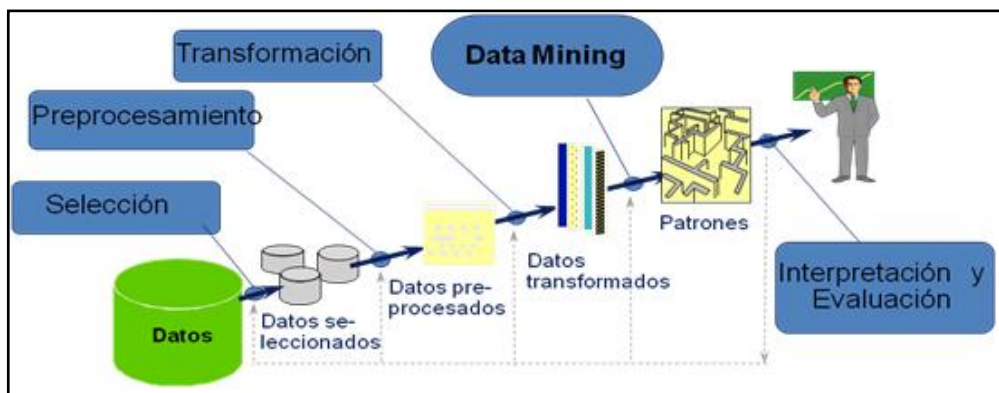 Transformación
Data Mining
Preprocesamiento
Selección
Patrones
Datos
transformados
Interpretación y
Evaluación
Datos pre-
procesados
Datos se-
leccionados
Datos